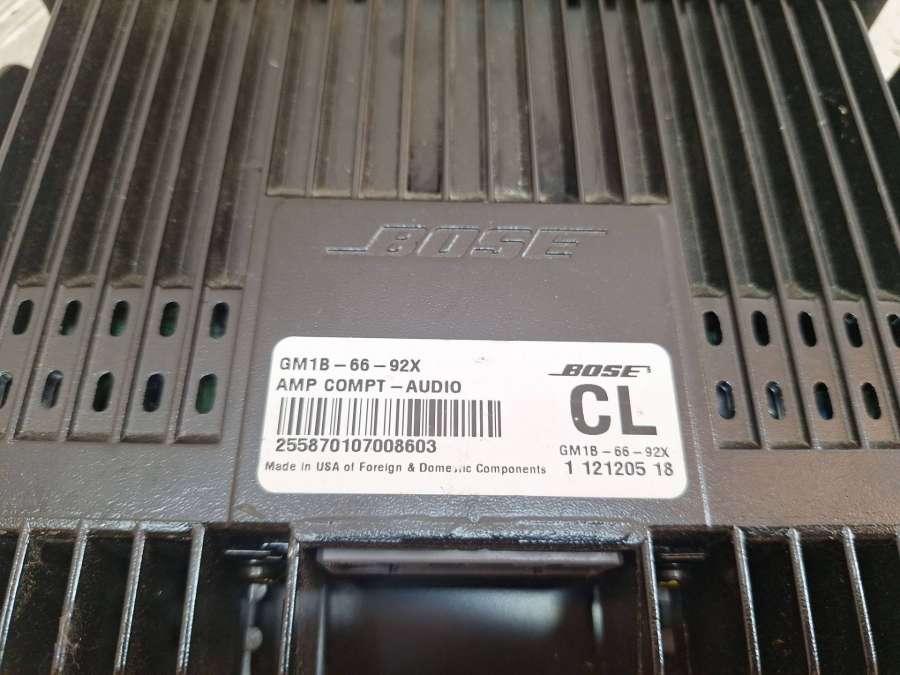 BOSE
GM1B-66-92X
AMP COMPT-AUDIO
255870107008603
Made in USA of Foreign & Domestic Components
BOSE
CL
GM1B-66-92X
1 121205 18